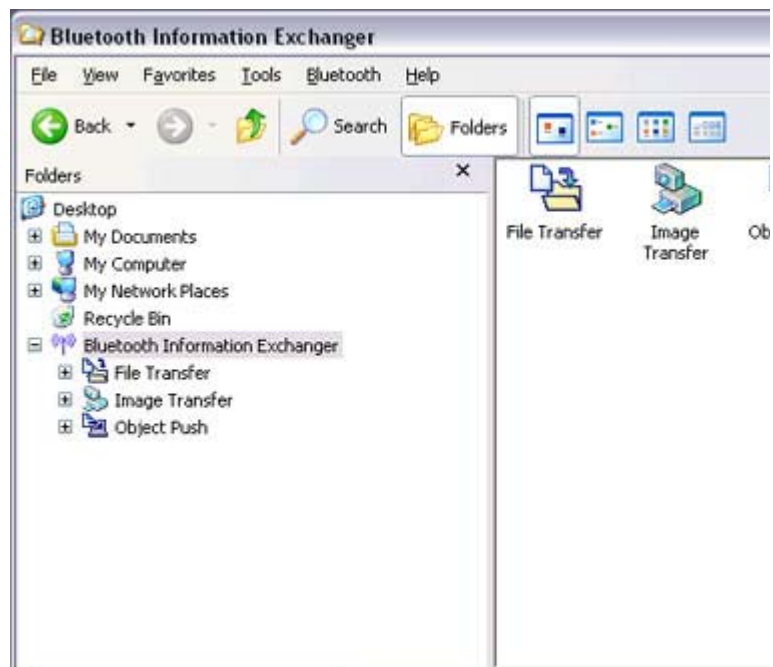 Bluetooth Information Exchanger
File View Favorites Tools Bluetooth Help
Back Search Folders
Folders
Desktop
My Documents
My Computer
My Network Places
Recycle Bin
Bluetooth Information Exchanger
File Transfer
Image Transfer
Object Push
File Transfer
Image
Transfer